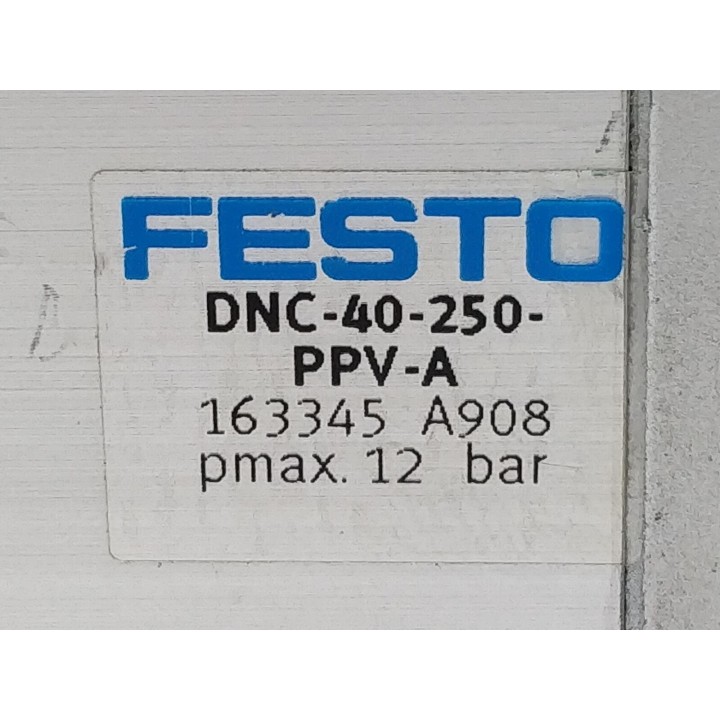 FESTO
DNC-40-250-
PPV-A
163345 A908
pmax. 12 bar